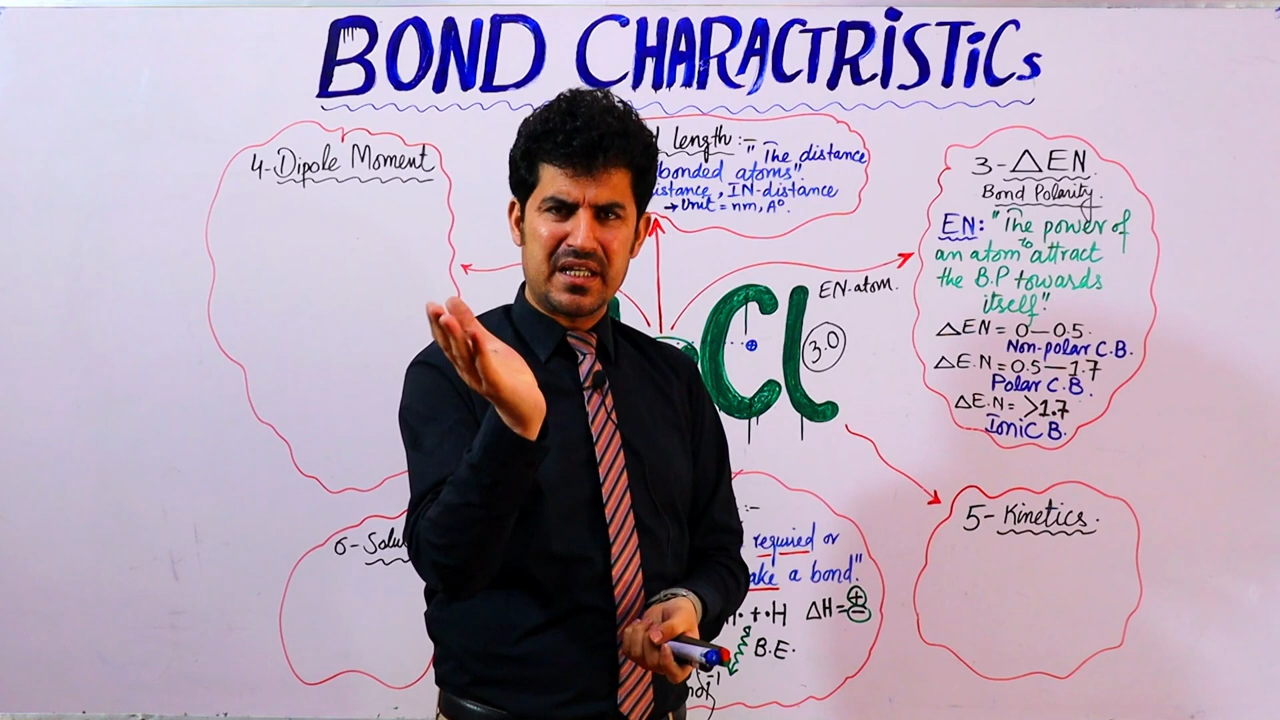 BOND CHARACTRISTICs
4-Dipole Moment
length :- "The distance
bonded atoms".
istance, IN-distance
→ Unit = nm, A°.
3- ΔEN
Bond Polarity.
EN: "The power of
an atom to attract
the B.P towards
itself"
ΔEN = 0—0.5.
Non-polar C.B.
ΔE.N = 0.5—1.7
Polar C.B.
ΔE.N = >1.7
Ionic B.
EN-atom.
Cl
3.0
⊕
5- Kinetics.
6-Solu
:-
required or
ake a bond."
H• + •H ΔH = ⊕
⊖
B.E.